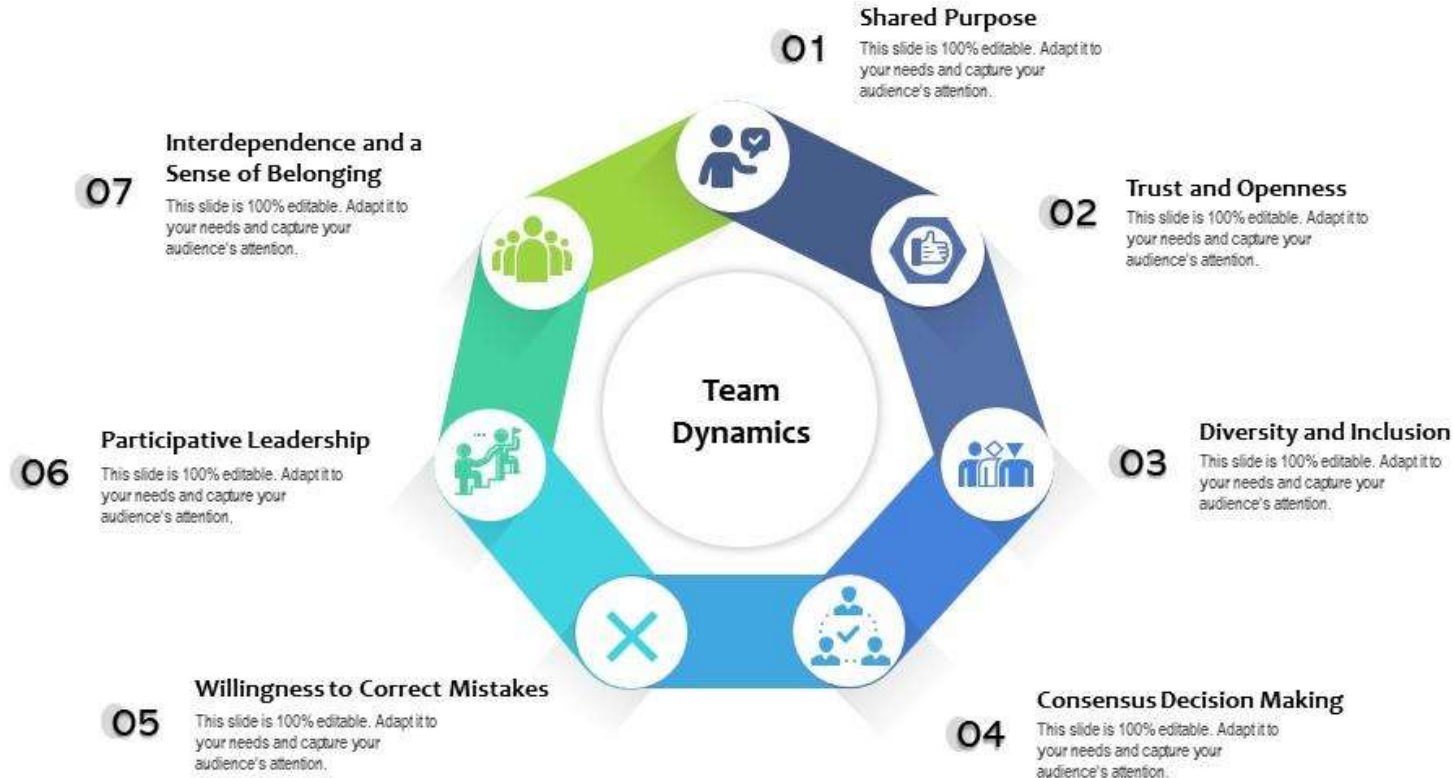 01
Shared Purpose
This slide is 100% editable. Adapt it to
your needs and capture your
audience's attention.
02
Trust and Openness
This slide is 100% editable. Adapt it to
your needs and capture your
audience's attention.
03
Diversity and Inclusion
This slide is 100% editable. Adapt it to
your needs and capture your
audience's attention.
04
Consensus Decision Making
This slide is 100% editable. Adapt it to
your needs and capture your
audience's attention.
05
Willingness to Correct Mistakes
This slide is 100% editable. Adapt it to
your needs and capture your
audience's attention.
06
Participative Leadership
This slide is 100% editable. Adapt it to
your needs and capture your
audience's attention.
07
Interdependence and a
Sense of Belonging
This slide is 100% editable. Adapt it to
your needs and capture your
audience's attention.
Team
Dynamics